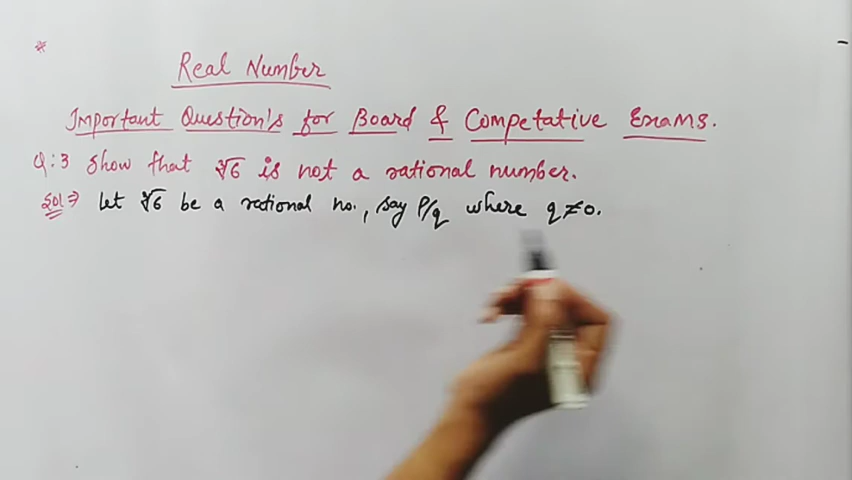 *
Real Number
Important Question's for Board & Competative Exams.
Q:3 Show that ∛6 is not a rational number.
Sol⇒ Let ∛6 be a rational no., say P/q where q≠0.